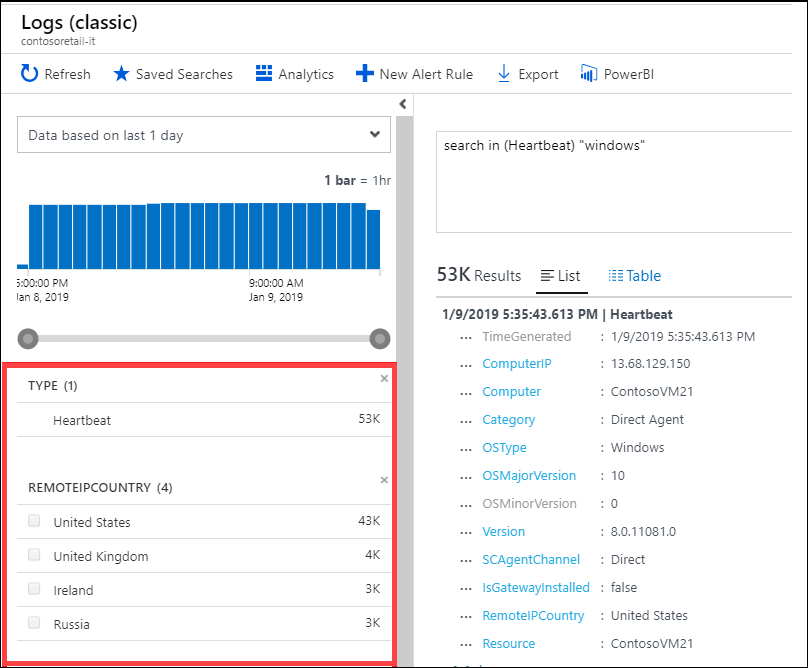 Logs (classic)
contosoretail-it
Refresh Saved Searches Analytics New Alert Rule Export PowerBI
Data based on last 1 day
1 bar = 1hr
5:00:00 PM 9:00:00 AM
Jan 8, 2019 Jan 9, 2019
TYPE (1)
Heartbeat 53K
REMOTEIPCOUNTRY (4)
United States 43K
United Kingdom 4K
Ireland 3K
Russia 3K
search in (Heartbeat) "windows"
53K Results List Table
1/9/2019 5:35:43.613 PM | Heartbeat
... TimeGenerated : 1/9/2019 5:35:43.613 PM
... ComputerIP : 13.68.129.150
... Computer : ContosoVM21
... Category : Direct Agent
... OSType : Windows
... OSMajorVersion : 10
... OSMinorVersion : 0
... Version : 8.0.11081.0
... SCAgentChannel : Direct
... IsGatewayInstalled : false
... RemoteIPCountry : United States
... Resource : ContosoVM21